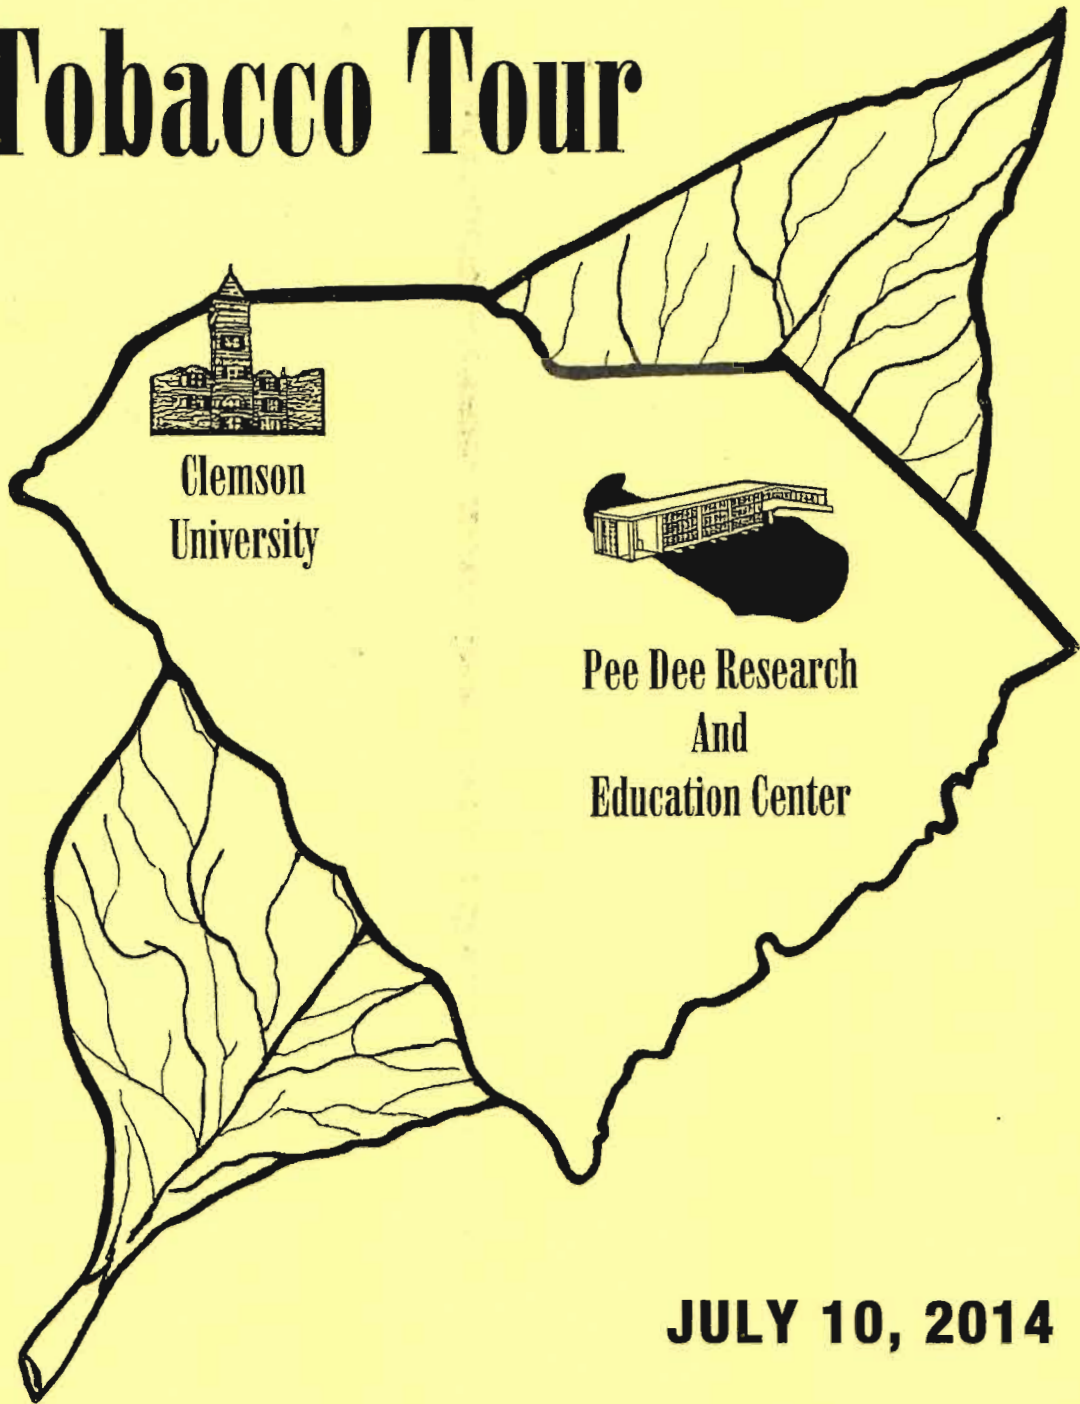 Tobacco Tour
Clemson
University
Pee Dee Research
And
Education Center
JULY 10, 2014